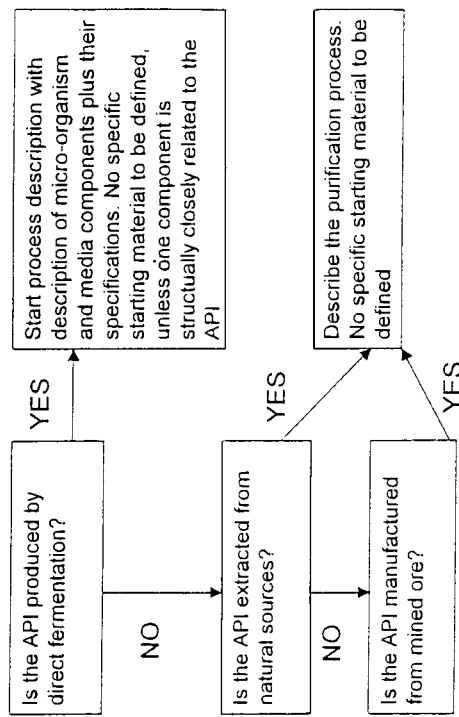 Is the API produced by
direct fermentation?
YES
Start process description with
description of micro-organism
and media components plus their
specifications. No specific
starting material to be defined,
unless one component is
structurally closely related to the
API
NO
Is the API extracted from
natural sources?
YES
Describe the purification process.
No specific starting material to be
defined
NO
Is the API manufactured
from mined ore?
YES